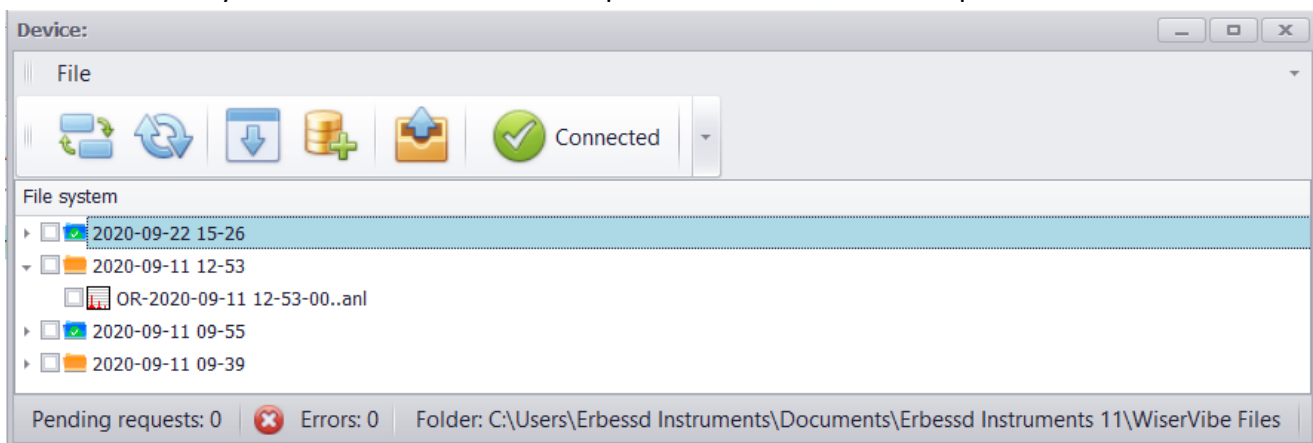 Device:
File
Connected
File system
2020-09-22 15-26
2020-09-11 12-53
OR-2020-09-11 12-53-00..anl
2020-09-11 09-55
2020-09-11 09-39
Pending requests: 0 Errors: 0 Folder: C:\Users\Erbessd Instruments\Documents\Erbessd Instruments 11\WiserVibe Files